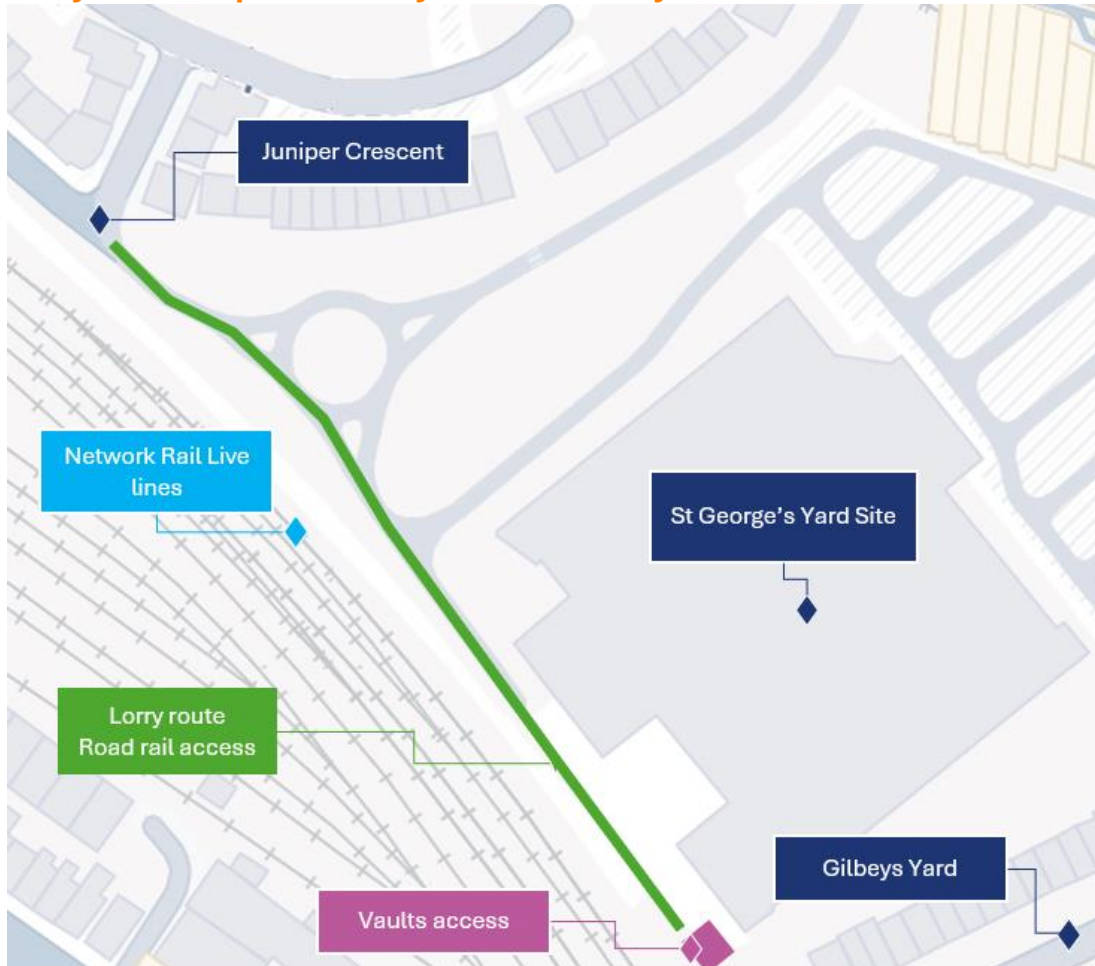 Juniper Crescent
Network Rail Live
lines
St George's Yard Site
Lorry route
Road rail access
Gilbeys Yard
Vaults access